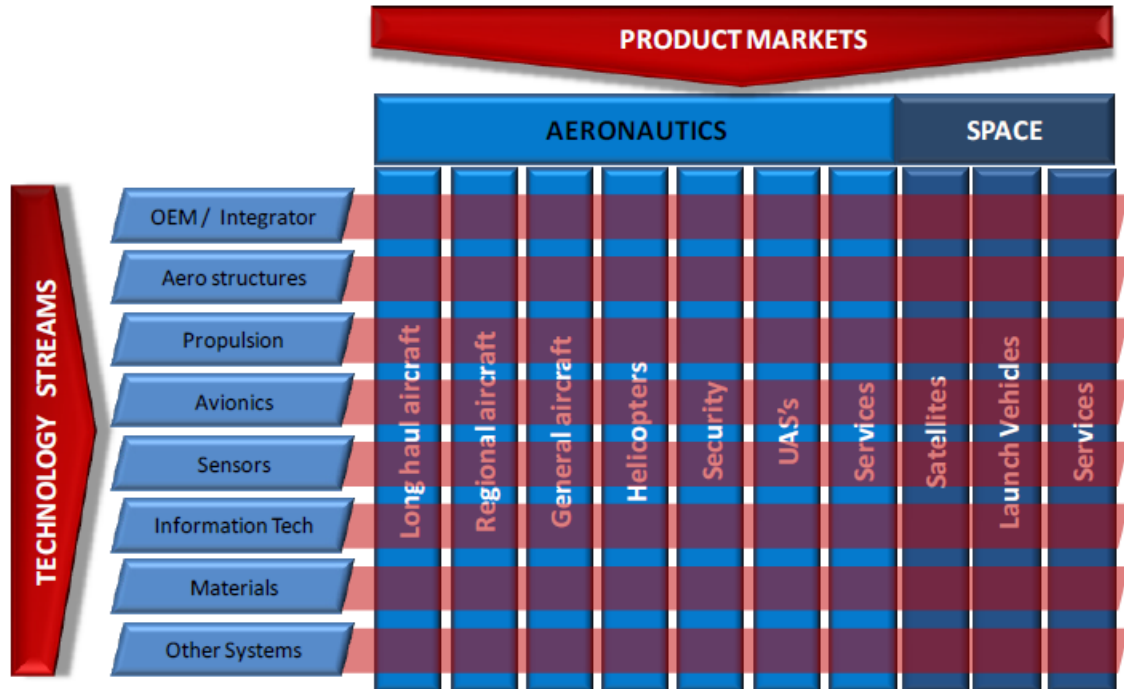 PRODUCT MARKETS
AERONAUTICS
SPACE
TECHNOLOGY STREAMS
OEM / Integrator
Aero structures
Propulsion
Avionics
Sensors
Information Tech
Materials
Other Systems
Long haul aircraft
Regional aircraft
General aircraft
Helicopters
Security
UAS's
Services
Satellites
Launch Vehicles
Services